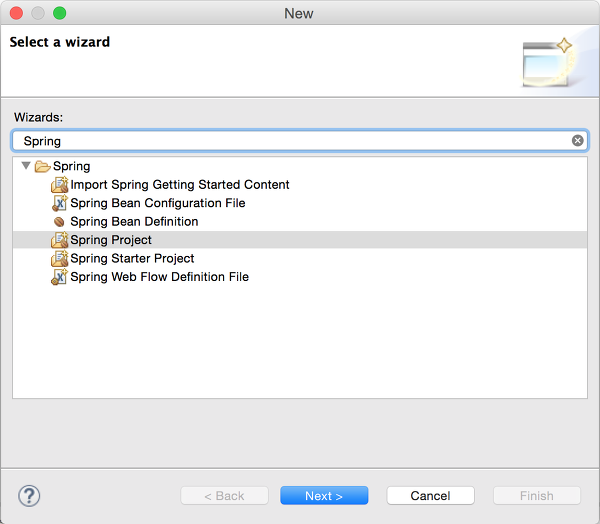 New
Select a wizard
Wizards:
Spring
Spring
Import Spring Getting Started Content
Spring Bean Configuration File
Spring Bean Definition
Spring Project
Spring Starter Project
Spring Web Flow Definition File
? < Back Next > Cancel Finish